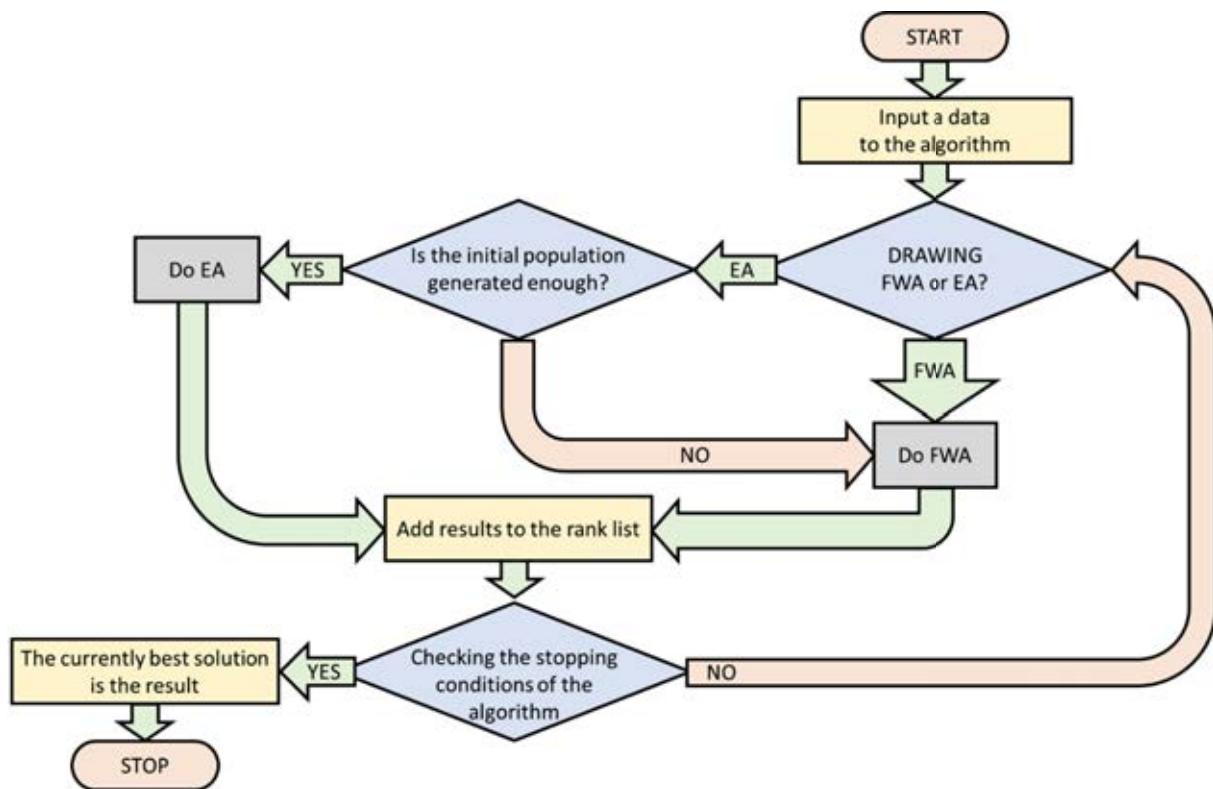 START
Input a data
to the algorithm
DRAWING
FWA or EA?
EA
Is the initial population
generated enough?
YES
Do EA
FWA
NO
Do FWA
Add results to the rank list
Checking the stopping
conditions of the
algorithm
YES
NO
The currently best solution
is the result
STOP